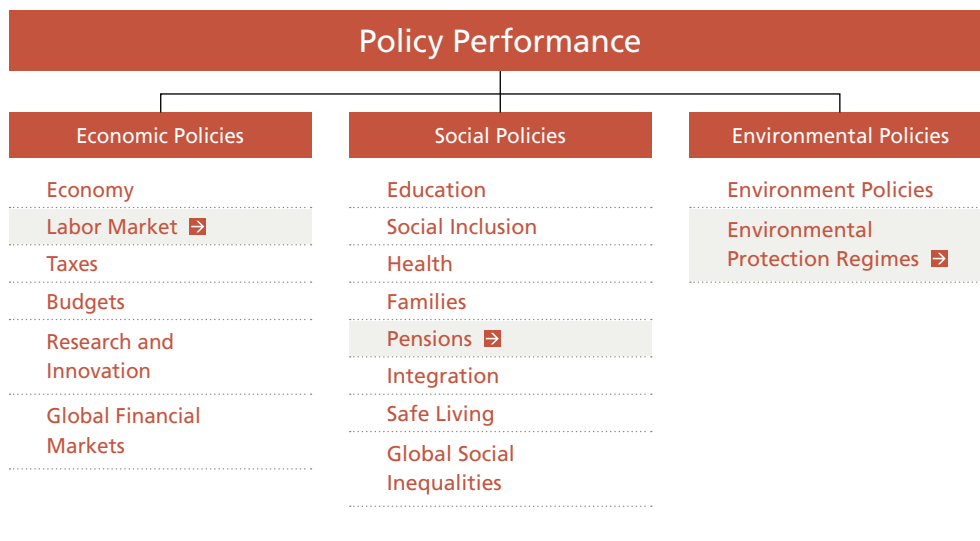 Policy Performance
Economic Policies
Economy
Labor Market
Taxes
Budgets
Research and
Innovation
Global Financial
Markets
Social Policies
Education
Social Inclusion
Health
Families
Pensions
Integration
Safe Living
Global Social
Inequalities
Environmental Policies
Environment Policies
Environmental
Protection Regimes